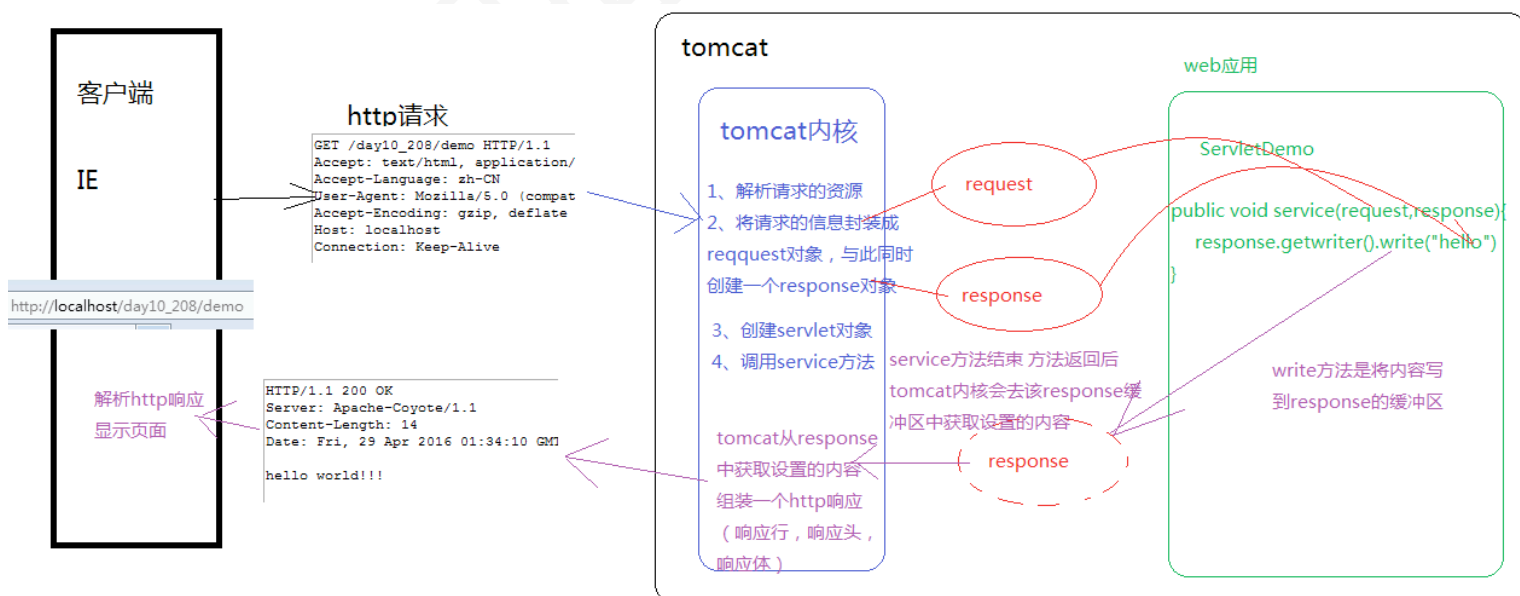 客户端
IE
http://localhost/day10_208/demo
解析http响应
显示页面
http请求
GET /day10_208/demo HTTP/1.1
Accept: text/html, application/
Accept-Language: zh-CN
User-Agent: Mozilla/5.0 (compat
Accept-Encoding: gzip, deflate
Host: localhost
Connection: Keep-Alive
HTTP/1.1 200 OK
Server: Apache-Coyote/1.1
Content-Length: 14
Date: Fri, 29 Apr 2016 01:34:10 GMT
hello world!!!
tomcat
tomcat内核
1、解析请求的资源
2、将请求的信息封装成
reqquest对象，与此同时
创建一个response对象
3、创建servlet对象
4、调用service方法
tomcat从response
中获取设置的内容
组装一个http响应
（响应行，响应头，
响应体）
request
response
service方法结束 方法返回后
tomcat内核会去该response缓
冲区中获取设置的内容
response
web应用
ServletDemo
public void service(request,response){
response.getwriter().write("hello")
}
write方法是将内容写
到response的缓冲区